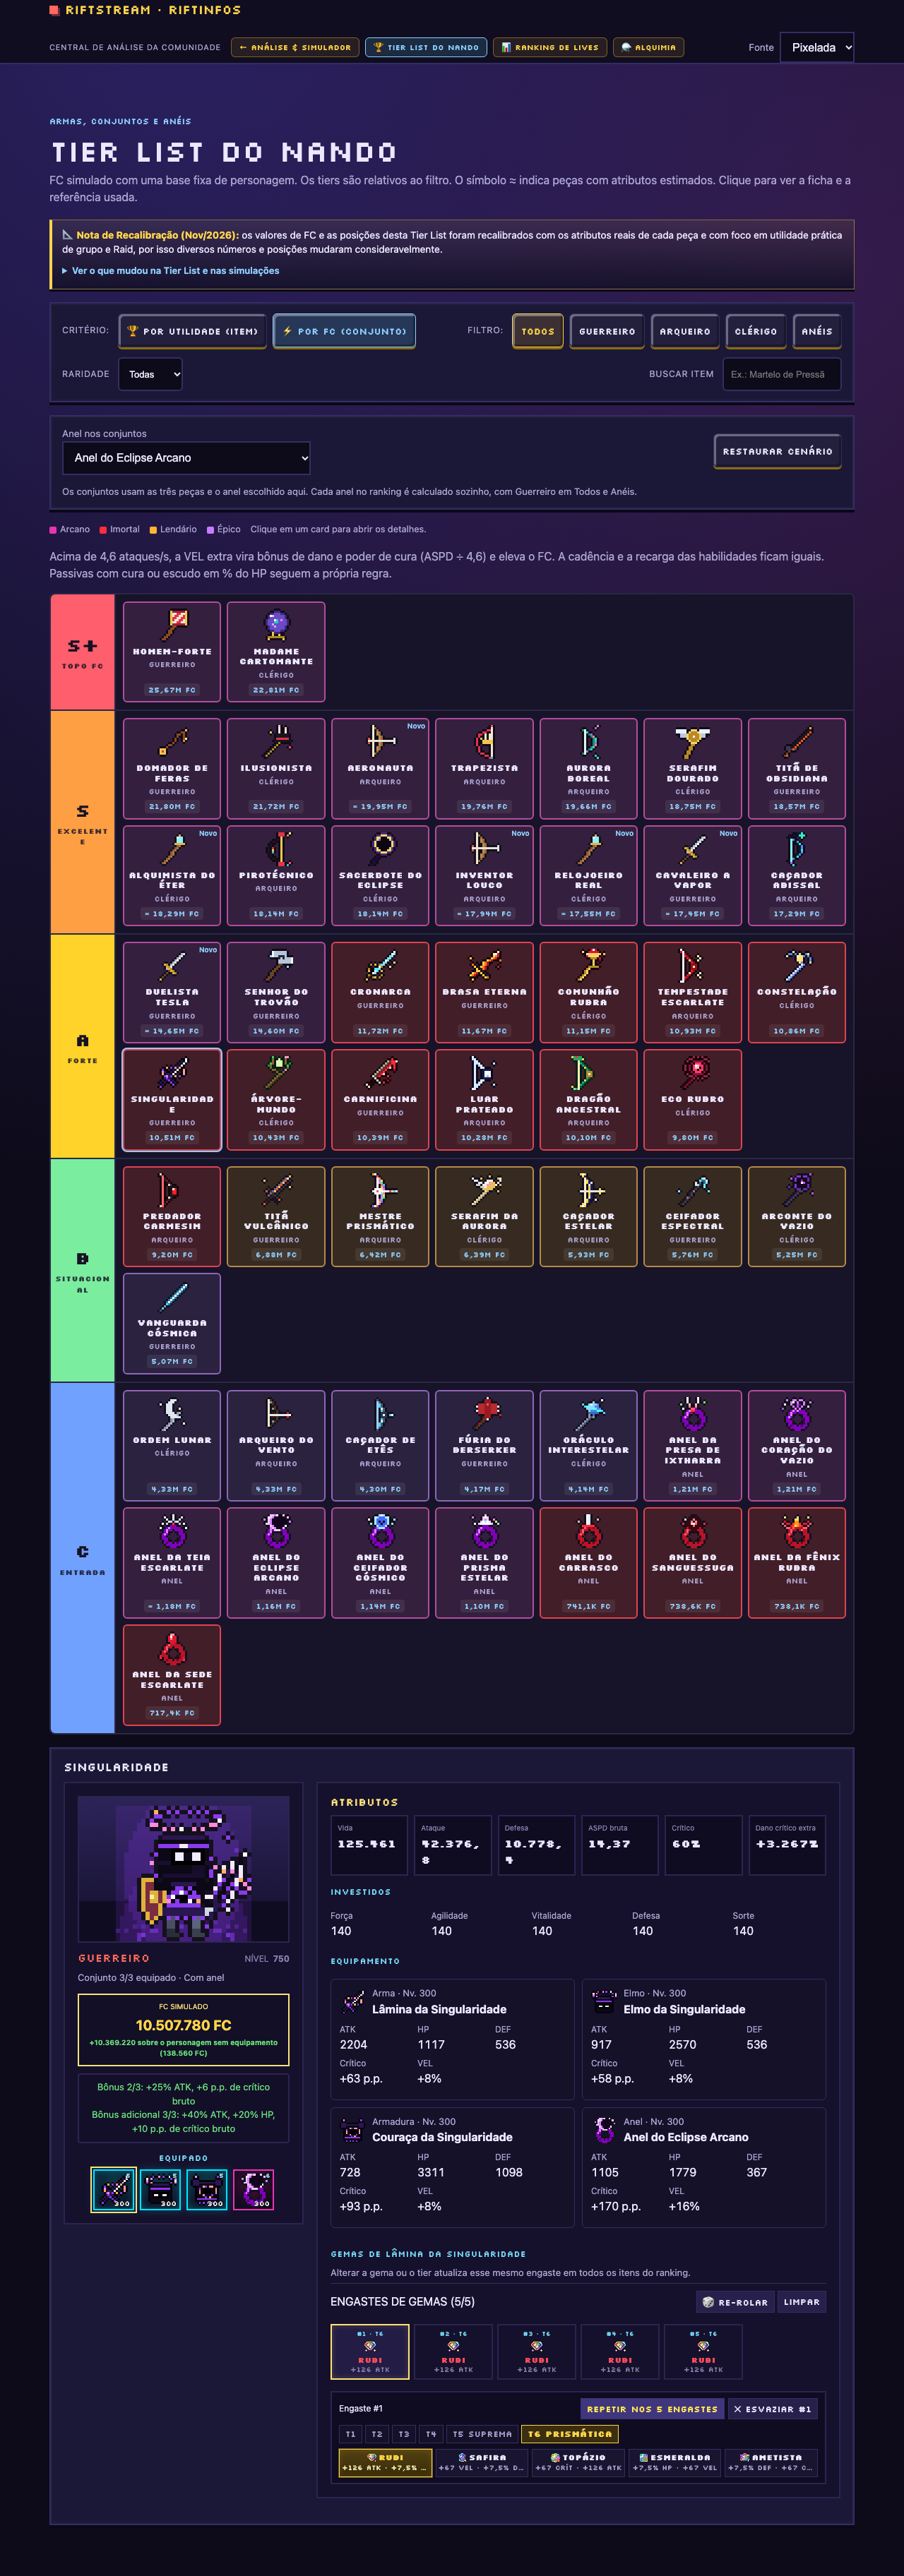 RIFTSTREAM · RIFTINFOS
CENTRAL DE ANÁLISE DA COMUNIDADE
← ANÁLISE & SIMULADOR
🏆 TIER LIST DO NANDO
📊 RANKING DE LIVES
ALQUIMIA
Fonte
Pixelada
ARMAS, CONJUNTOS E ANÉIS
TIER LIST DO NANDO
FC simulado com uma base fixa de personagem. Os tiers são relativos ao filtro. O símbolo ≈ indica peças com atributos estimados. Clique para ver a ficha e a
referência usada.
📐 Nota de Recalibração (Nov/2026): os valores de FC e as posições desta Tier List foram recalibrados com os atributos reais de cada peça e com foco em utilidade prática
de grupo e Raid, por isso diversos números e posições mudaram consideravelmente.
▶ Ver o que mudou na Tier List e nas simulações
CRITÉRIO:
🏆 POR UTILIDADE (ITEM)
⚡ POR FC (CONJUNTO)
FILTRO:
TODOS
GUERREIRO
ARQUEIRO
CLÉRIGO
ANÉIS
RARIDADE
Todas
BUSCAR ITEM
Ex.: Martelo de Pressã
Anel nos conjuntos
Anel do Eclipse Arcano
RESTAURAR CENÁRIO
Os conjuntos usam as três peças e o anel escolhido aqui. Cada anel no ranking é calculado sozinho, com Guerreiro em Todos e Anéis.
Arcano
Imortal
Lendário
Épico
Clique em um card para abrir os detalhes.
Acima de 4,6 ataques/s, a VEL extra vira bônus de dano e poder de cura (ASPD ÷ 4,6) e eleva o FC. A cadência e a recarga das habilidades ficam iguais.
Passivas com cura ou escudo em % do HP seguem a própria regra.
S+
TOPO FC
HOMEM-FORTE
GUERREIRO
25,67M FC
MADAME
CARTOMANTE
CLÉRIGO
22,81M FC
S
EXCELENT
E
DOMADOR DE
FERAS
GUERREIRO
21,80M FC
ILUSIONISTA
CLÉRIGO
21,72M FC
Novo
AERONAUTA
ARQUEIRO
≈ 19,95M FC
TRAPEZISTA
ARQUEIRO
19,76M FC
AURORA
BOREAL
ARQUEIRO
19,66M FC
SERAFIM
DOURADO
CLÉRIGO
18,75M FC
TITÃ DE
OBSIDIANA
GUERREIRO
18,57M FC
Novo
ALQUIMISTA DO
ÉTER
CLÉRIGO
≈ 18,29M FC
PIROTÉCNICO
ARQUEIRO
18,14M FC
SACERDOTE DO
ECLIPSE
CLÉRIGO
18,14M FC
Novo
INVENTOR
LOUCO
ARQUEIRO
≈ 17,94M FC
Novo
RELOJOEIRO
REAL
CLÉRIGO
≈ 17,55M FC
Novo
CAVALEIRO A
VAPOR
GUERREIRO
≈ 17,45M FC
CAÇADOR
ABISSAL
ARQUEIRO
17,29M FC
A
FORTE
Novo
DUELISTA
TESLA
GUERREIRO
≈ 14,65M FC
SENHOR DO
TROVÃO
GUERREIRO
14,60M FC
CRONARCA
GUERREIRO
11,72M FC
BRASA ETERNA
GUERREIRO
11,67M FC
COMUNHÃO
RUBRA
CLÉRIGO
11,15M FC
TEMPESTADE
ESCARLATE
ARQUEIRO
10,93M FC
CONSTELAÇÃO
CLÉRIGO
10,86M FC
SINGULARIDAD
E
GUERREIRO
10,51M FC
ÁRVORE-
MUNDO
CLÉRIGO
10,43M FC
CARNIFICINA
GUERREIRO
10,39M FC
LUAR
PRATEADO
ARQUEIRO
10,28M FC
DRAGÃO
ANCESTRAL
ARQUEIRO
10,10M FC
ECO RUBRO
CLÉRIGO
9,80M FC
B
SITUACION
AL
PREDADOR
CARMESIM
ARQUEIRO
9,20M FC
TITÃ
VULCÂNICO
GUERREIRO
6,88M FC
MESTRE
PRISMÁTICO
ARQUEIRO
6,42M FC
SERAFIM DA
AURORA
CLÉRIGO
6,39M FC
CAÇADOR
ESTELAR
ARQUEIRO
5,93M FC
CEIFADOR
ESPECTRAL
GUERREIRO
5,76M FC
ARCONTE DO
VAZIO
CLÉRIGO
5,25M FC
VANGUARDA
CÓSMICA
GUERREIRO
5,07M FC
C
ENTRADA
ORDEM LUNAR
CLÉRIGO
4,33M FC
ARQUEIRO DO
VENTO
ARQUEIRO
4,33M FC
CAÇADOR DE
ETÉS
ARQUEIRO
4,30M FC
FÚRIA DO
BERSERKER
GUERREIRO
4,17M FC
ORÁCULO
INTERESTELAR
CLÉRIGO
4,14M FC
ANEL DA
PRESA DE
IXTHARRA
ANEL
1,21M FC
ANEL DO
CORAÇÃO DO
VAZIO
ANEL
1,21M FC
ANEL DA TEIA
ESCARLATE
ANEL
≈ 1,18M FC
ANEL DO
ECLIPSE
ARCANO
ANEL
1,16M FC
ANEL DO
CEIFADOR
CÓSMICO
ANEL
1,14M FC
ANEL DO
PRISMA
ESTELAR
ANEL
1,10M FC
ANEL DO
CARRASCO
ANEL
741,1K FC
ANEL DO
SANGUESSUGA
ANEL
738,6K FC
ANEL DA FÊNIX
RUBRA
ANEL
738,1K FC
ANEL DA SEDE
ESCARLATE
ANEL
717,4K FC
SINGULARIDADE
GUERREIRO
NÍVEL 750
Conjunto 3/3 equipado · Com anel
FC SIMULADO
10.507.780 FC
+10.369.220 sobre o personagem sem equipamento
(138.560 FC)
Bônus 2/3: +25% ATK, +6 p.p. de crítico
bruto
Bônus adicional 3/3: +40% ATK, +20% HP,
+10 p.p. de crítico bruto
EQUIPADO
300
300
300
300
ATRIBUTOS
Vida
125.461
Ataque
42.376,
8
Defesa
10.778,
4
ASPD bruta
14,37
Crítico
60%
Dano crítico extra
+3.267%
INVESTIDOS
Força
140
Agilidade
140
Vitalidade
140
Defesa
140
Sorte
140
EQUIPAMENTO
Arma · Nv. 300
Lâmina da Singularidade
ATK
2204
HP
1117
DEF
536
Crítico
+63 p.p.
VEL
+8%
Elmo · Nv. 300
Elmo da Singularidade
ATK
917
HP
2570
DEF
536
Crítico
+58 p.p.
VEL
+8%
Armadura · Nv. 300
Couraça da Singularidade
ATK
728
HP
3311
DEF
1098
Crítico
+93 p.p.
VEL
+8%
Anel · Nv. 300
Anel do Eclipse Arcano
ATK
1105
HP
1779
DEF
367
Crítico
+170 p.p.
VEL
+16%
GEMAS DE LÂMINA DA SINGULARIDADE
Alterar a gema ou o tier atualiza esse mesmo engaste em todos os itens do ranking.
ENGASTES DE GEMAS (5/5)
🎲 RE-ROLAR
LIMPAR
#1 · T6
RUBI
+126 ATK
#2 · T6
RUBI
+126 ATK
#3 · T6
RUBI
+126 ATK
#4 · T6
RUBI
+126 ATK
#5 · T6
RUBI
+126 ATK
Engaste #1
REPETIR NOS 5 ENGASTES
✕ ESVAZIAR #1
T1
T2
T3
T4
T5 SUPREMA
T6 PRISMÁTICA
RUBI
+126 ATK · +7,5% ...
SAFIRA
+67 VEL · +7,5% D...
TOPÁZIO
+67 CRÍT · +126 ATK
ESMERALDA
+7,5% HP · +67 VEL
AMETISTA
+7,5% DEF · +67 C...